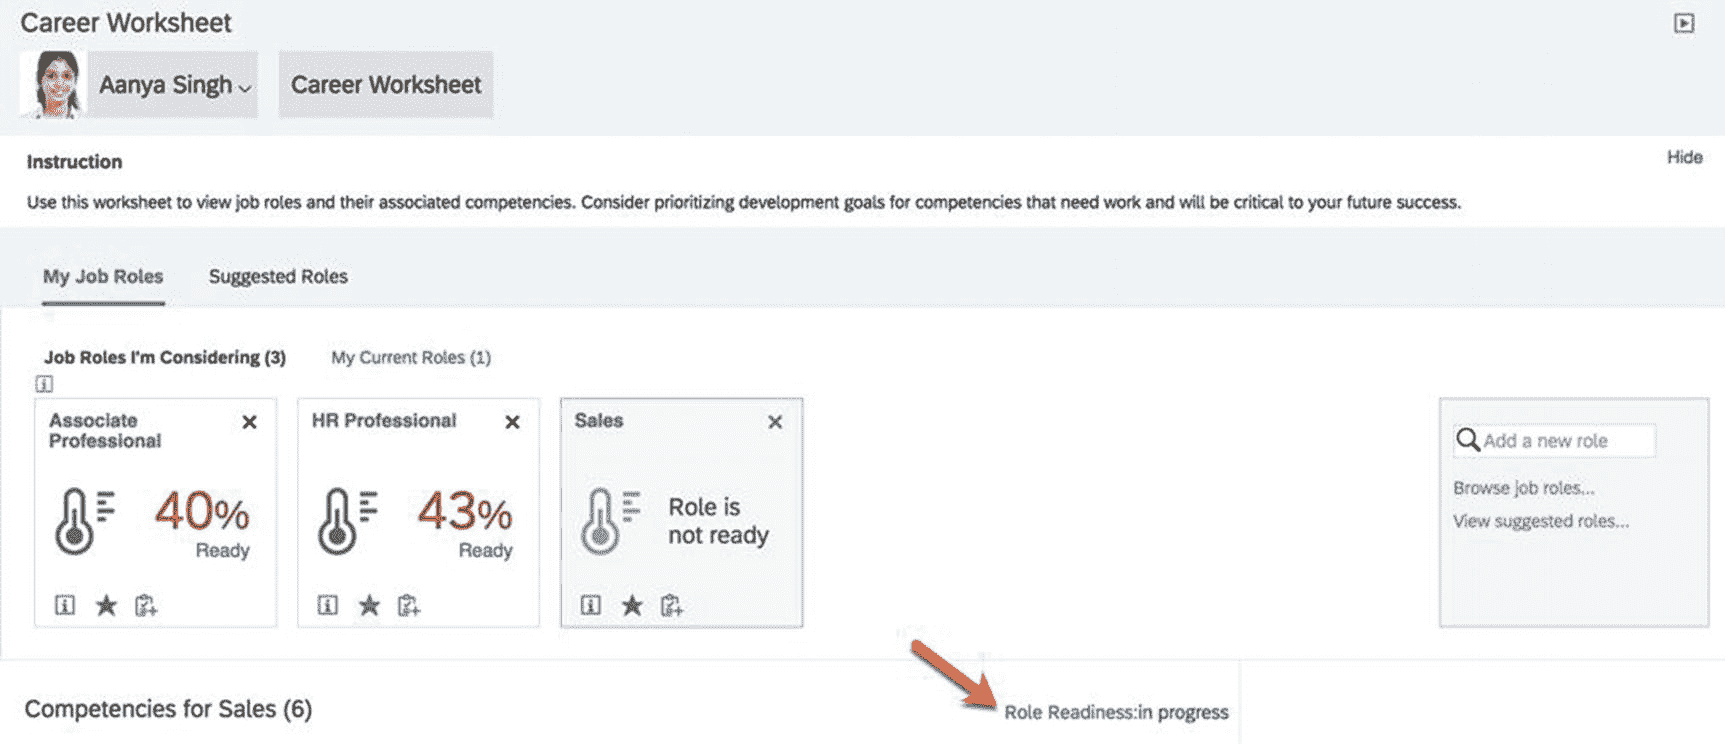 Career Worksheet
Aanya Singh
Career Worksheet
Instruction
Hide
Use this worksheet to view job roles and their associated competencies. Consider prioritizing development goals for competencies that need work and will be critical to your future success.
My Job Roles
Suggested Roles
Job Roles I'm Considering (3)
My Current Roles (1)
Associate
Professional
40%
Ready
HR Professional
43%
Ready
Sales
Role is
not ready
Add a new role
Browse job roles...
View suggested roles...
Competencies for Sales (6)
Role Readiness:in progress